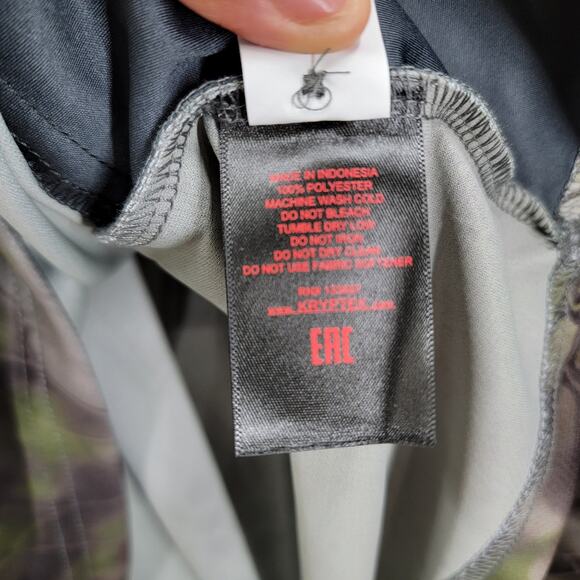 MADE IN INDONESIA
100% POLYESTER
MACHINE WASH COLD
DO NOT BLEACH
TUMBLE DRY LOW
DO NOT IRON
DO NOT DRY CLEAN
DO NOT USE FABRIC SOFTENER
RN#
www.KRYPTEK.com
EAC